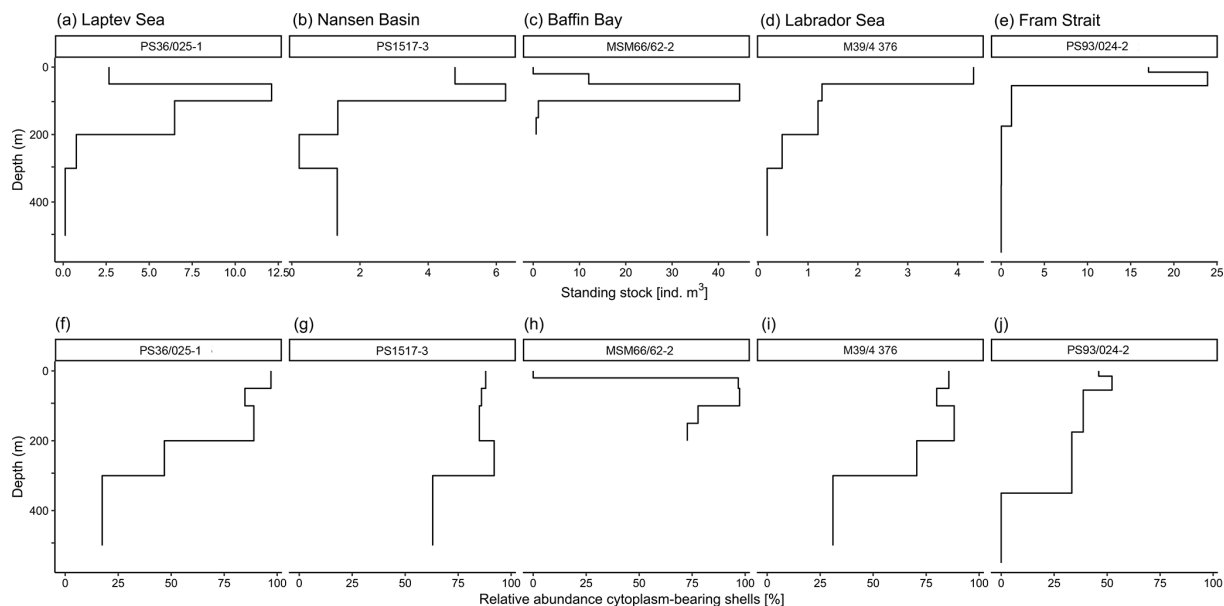 (a) Laptev Sea (b) Nansen Basin (c) Baffin Bay (d) Labrador Sea (e) Fram Strait
PS36/025-1 PS1517-3 MSM66/62-2 M39/4 376 PS93/024-2
0
200
400
Depth (m)
0.0 2.5 5.0 7.5 10.0 12.5
0 2 4 6
0 10 20 30 40
0 1 2 3 4
0 5 10 15 20 25
Standing stock [ind. m³]
(f) (g) (h) (i) (j)
PS36/025-1 PS1517-3 MSM66/62-2 M39/4 376 PS93/024-2
0
200
400
Depth (m)
0 25 50 75 100
0 25 50 75 100
0 25 50 75 100
0 25 50 75 100
0 25 50 75 100
Relative abundance cytoplasm-bearing shells [%]